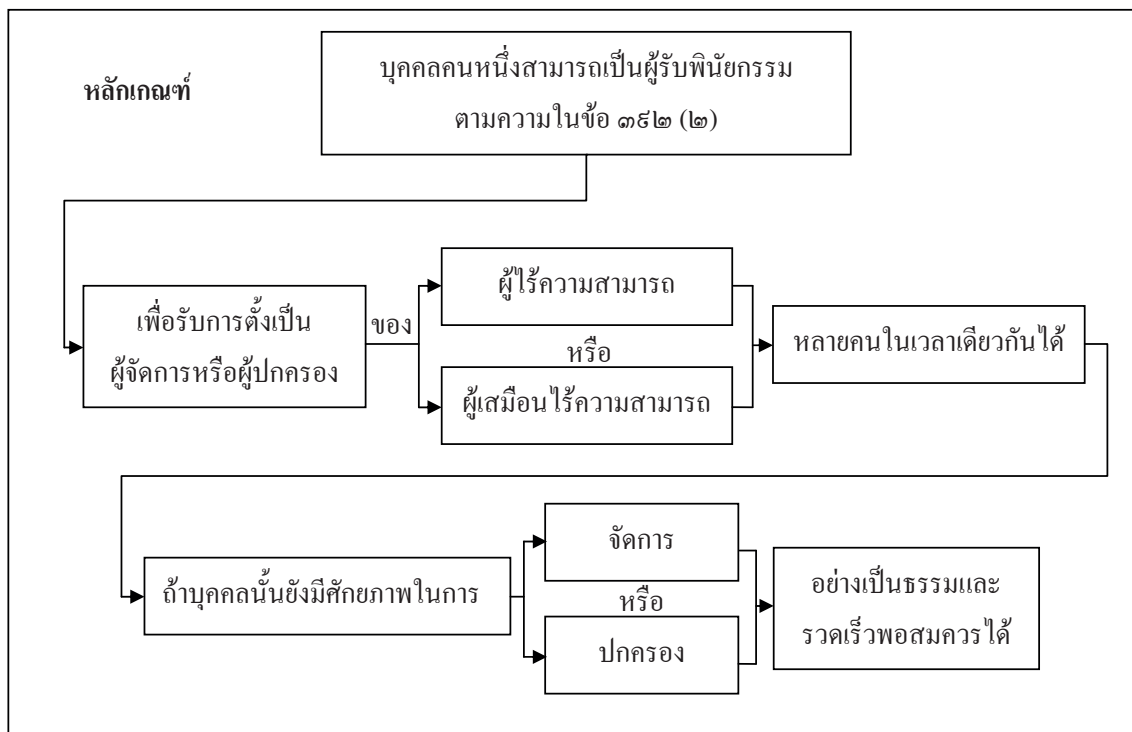 หลักเกณฑ์
บุคคลคนหนึ่งสามารถเป็นผู้รับพินัยกรรม
ตามความในข้อ ๓๙๒ (๒)
เพื่อรับการตั้งเป็น
ผู้จัดการหรือผู้ปกครอง
ของ
ผู้ไร้ความสามารถ
หรือ
ผู้เสมือนไร้ความสามารถ
หลายคนในเวลาเดียวกันได้
ถ้าบุคคลนั้นยังมีศักยภาพในการ
จัดการ
หรือ
ปกครอง
อย่างเป็นธรรมและ
รวดเร็วพอสมควรได้